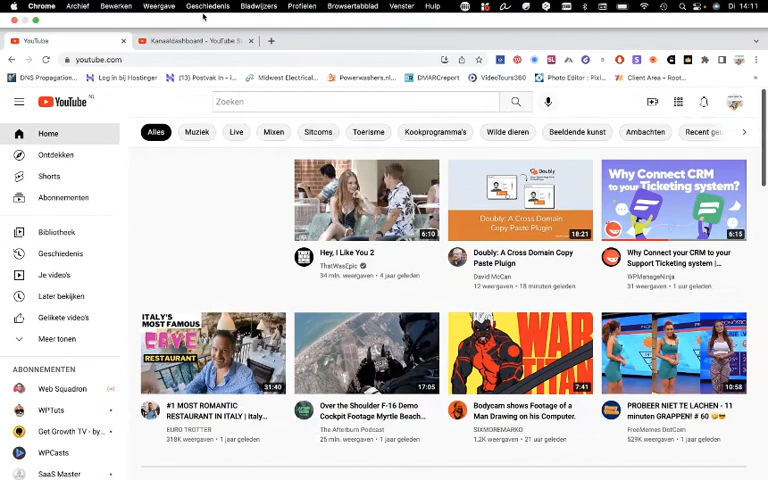 Chrome Archief Bewerken Weergave Geschiedenis Bladwijzers Profielen Browsertabblad Venster Help Di 14:11
YouTube Kanaaldashboard - YouTube S
youtube.com
DNS Propagation... Log in bij Hostinger (13) Postvak In - ... Midwest Electrical... Powerwashers.nl... DMARCreport VideoTours360 Photo Editor : Pixl... Client Area - Root...
YouTube NL Zoeken
Alles Muziek Live Mixen Sitcoms Toerisme Kookprogramma's Wilde dieren Beeldende kunst Ambachten Recent ge
Home
Ontdekken
Shorts
Abonnementen
Bibliotheek
Geschiedenis
Je video's
Later bekijken
Gelikete video's
Meer tonen
ABONNEMENTEN
Web Squadron
WPTuts
Get Growth TV - by...
WPCasts
SaaS Master
6:10
Hey, I Like You 2
ThatWasEpic
34 mln. weergaven • 4 jaar geleden
Doubly
Doubly: A Cross Domain
Copy Paste Plugin
18:21
Doubly: A Cross Domain Copy
Paste Plugin
David McCan
12 weergaven • 18 minuten geleden
Why Connect CRM
to your Ticketing system?
6:15
Why Connect your CRM to your
Support Ticketing system |...
WPManageNinja
31 weergaven • 1 uur geleden
ITALY'S
MOST FAMOUS
CAVE
RESTAURANT
31:40
#1 MOST ROMANTIC
RESTAURANT IN ITALY | Italy...
EURO TROTTER
318K weergaven • 1 jaar geleden
17:05
Over the Shoulder F-16 Demo
Cockpit Footage Myrtle Beach...
The Afterburn Podcast
25 mln. weergaven • 1 jaar geleden
WAR
TITAN
7:41
Bodycam shows Footage of a
Man Drawing on his Computer.
SIXMOREMARKO
1,2K weergaven • 21 uur geleden
10:58
PROBEER NIET TE LACHEN - 11
minuten GRAPPEN! # 60
FreeMemes DotCom
529K weergaven • 1 jaar geleden